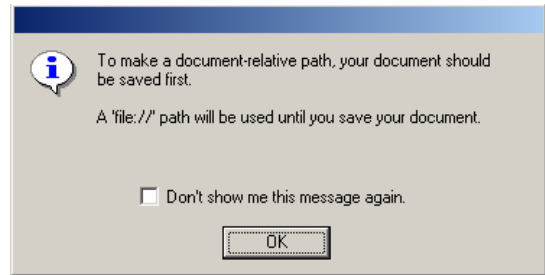 To make a document-relative path, your document should
be saved first.
A 'file://' path will be used until you save your document.
Don't show me this message again.
OK